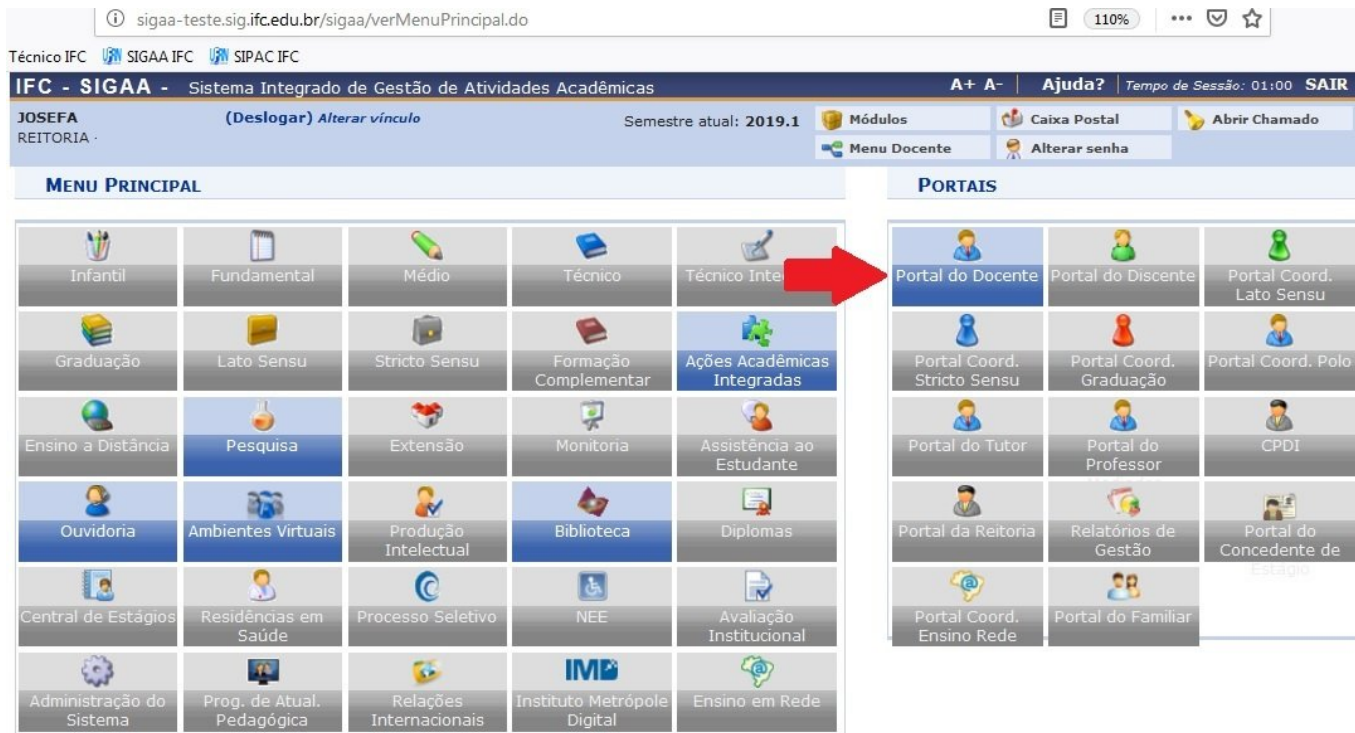 sigaa-teste.sig.ifc.edu.br/sigaa/verMenuPrincipal.do
110%
Técnico IFC SIGAA IFC SIPAC IFC
IFC - SIGAA - Sistema Integrado de Gestão de Atividades Acadêmicas
A+ A- Ajuda? Tempo de Sessão: 01:00 SAIR
JOSEFA (Deslogar) Alterar vínculo
REITORIA -
Semestre atual: 2019.1
Módulos Caixa Postal Abrir Chamado
Menu Docente Alterar senha
MENU PRINCIPAL
Infantil
Fundamental
Médio
Técnico
Técnico
Graduação
Lato Sensu
Stricto Sensu
Formação
Complementar
Ações Acadêmicas
Integradas
Ensino a Distância
Pesquisa
Extensão
Monitoria
Assistência ao
Estudante
Ouvidoria
Ambientes Virtuais
Produção
Intelectual
Biblioteca
Diplomas
Central de Estágios
Residências em
Saúde
Processo Seletivo
NEE
Avaliação
Institucional
Administração do
Sistema
Prog. de Atual.
Pedagógica
Relações
Internacionais
IMD
Instituto Metrópole
Digital
Ensino em Rede
PORTAIS
Portal do Docente
Portal do Discente
Portal Coord.
Lato Sensu
Portal Coord.
Stricto Sensu
Portal Coord.
Graduação
Portal Coord. Polo
Portal do Tutor
Portal do
Professor
CPDI
Portal da Reitoria
Relatórios de
Gestão
Portal do
Concedente de
Estágio
Portal Coord.
Ensino Rede
Portal do Familiar